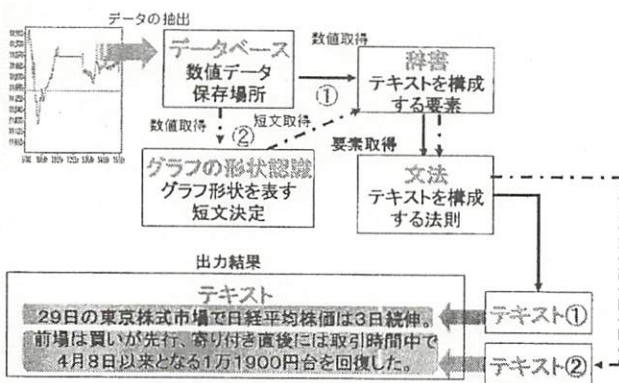 データの抽出
データベース
数値データ
保存場所
数値取得
①
辞書
テキストを構成
する要素
数値取得
②
短文取得
要素取得
グラフの形状認識
グラフ形状を表す
短文決定
文法
テキストを構成
する法則
出力結果
テキスト
29日の東京株式市場で日経平均株価は3日続伸。
前場は買いが先行、寄り付き直後には取引時間中で
4月8日以来となる1万1900円台を回復した。
テキスト①
テキスト②